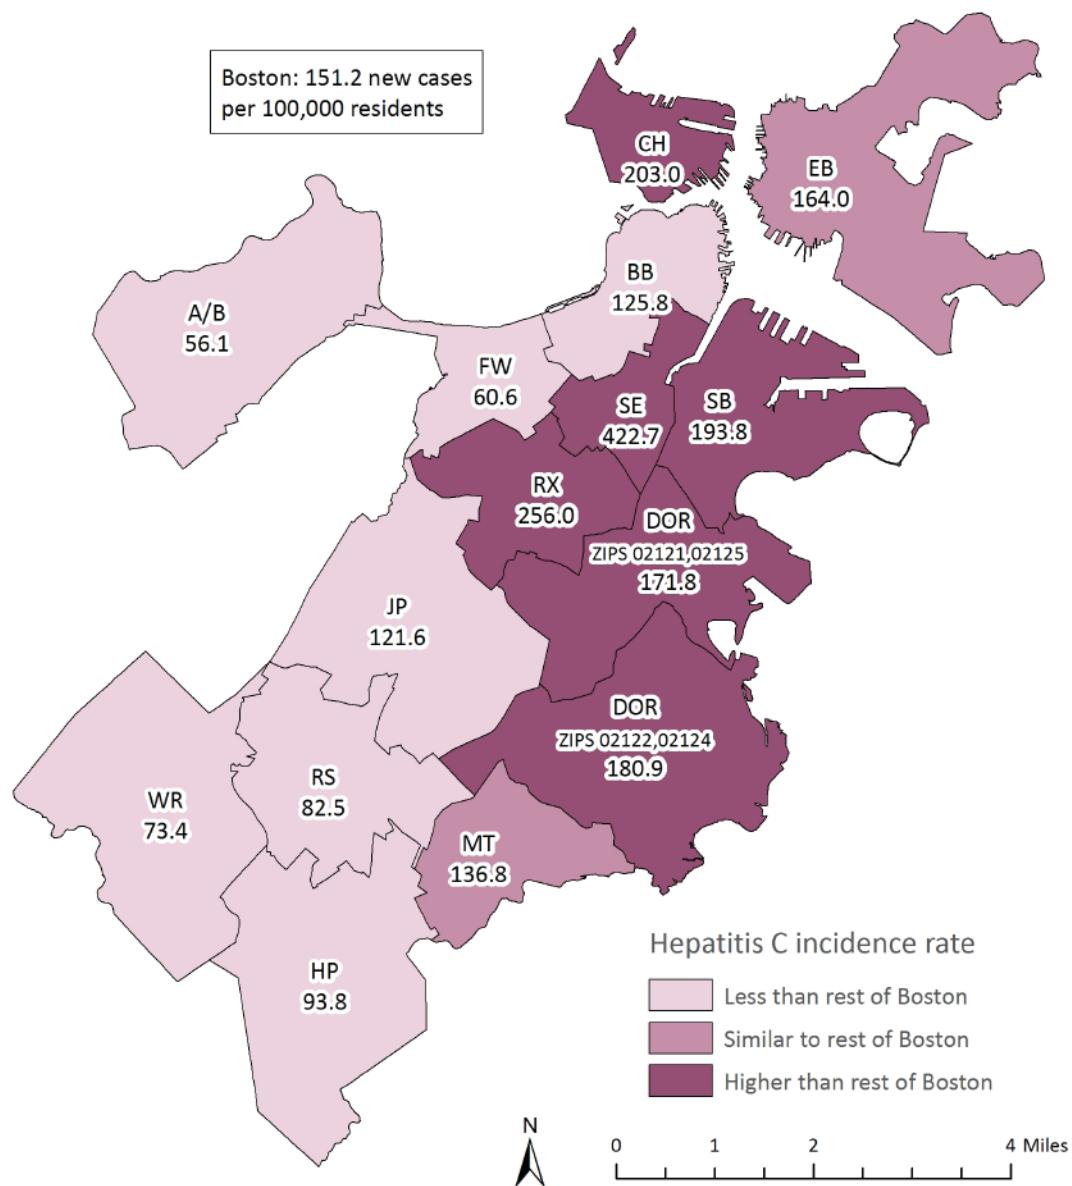 Boston: 151.2 new cases
per 100,000 residents
CH
203.0
EB
164.0
BB
125.8
A/B
56.1
FW
60.6
SE
422.7
SB
193.8
RX
256.0
DOR
ZIPS 02121,02125
171.8
JP
121.6
DOR
ZIPS 02122,02124
180.9
RS
82.5
WR
73.4
MT
136.8
HP
93.8
Hepatitis C incidence rate
Less than rest of Boston
Similar to rest of Boston
Higher than rest of Boston
N
0 1 2 4 Miles